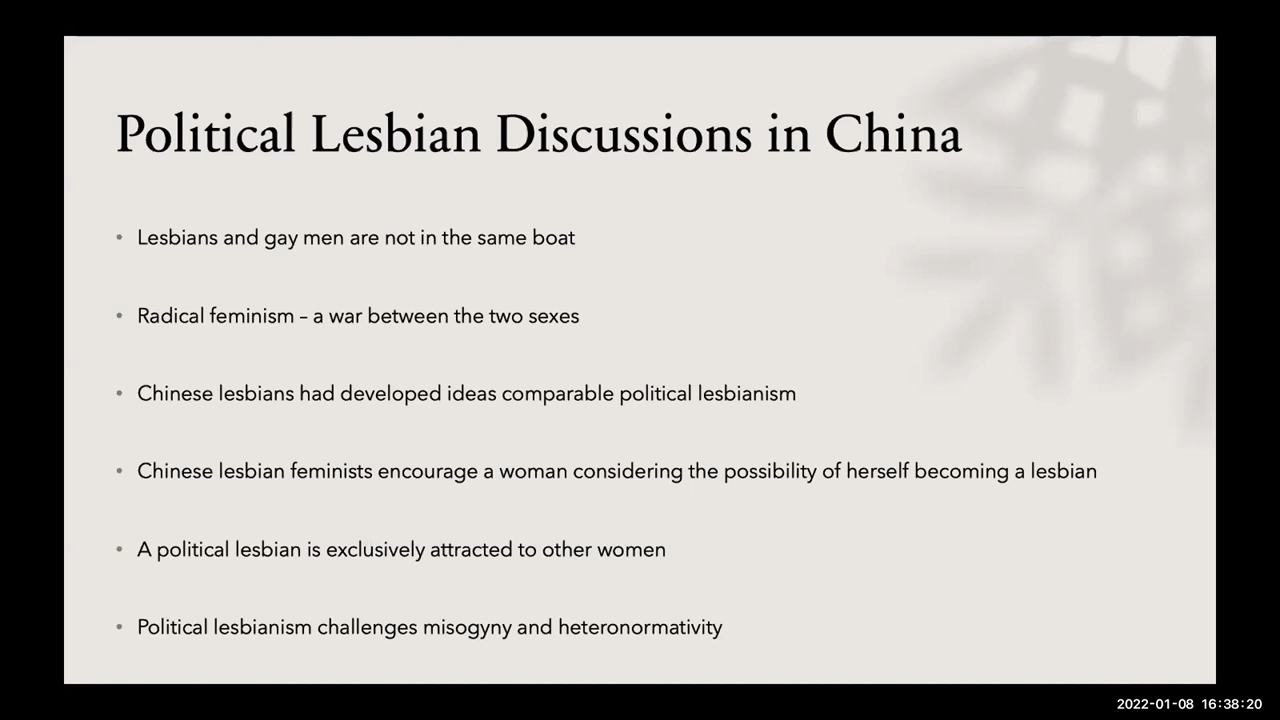 Political Lesbian Discussions in China
• Lesbians and gay men are not in the same boat
• Radical feminism – a war between the two sexes
• Chinese lesbians had developed ideas comparable political lesbianism
• Chinese lesbian feminists encourage a woman considering the possibility of herself becoming a lesbian
• A political lesbian is exclusively attracted to other women
• Political lesbianism challenges misogyny and heteronormativity
2022-01-08 16:38:20